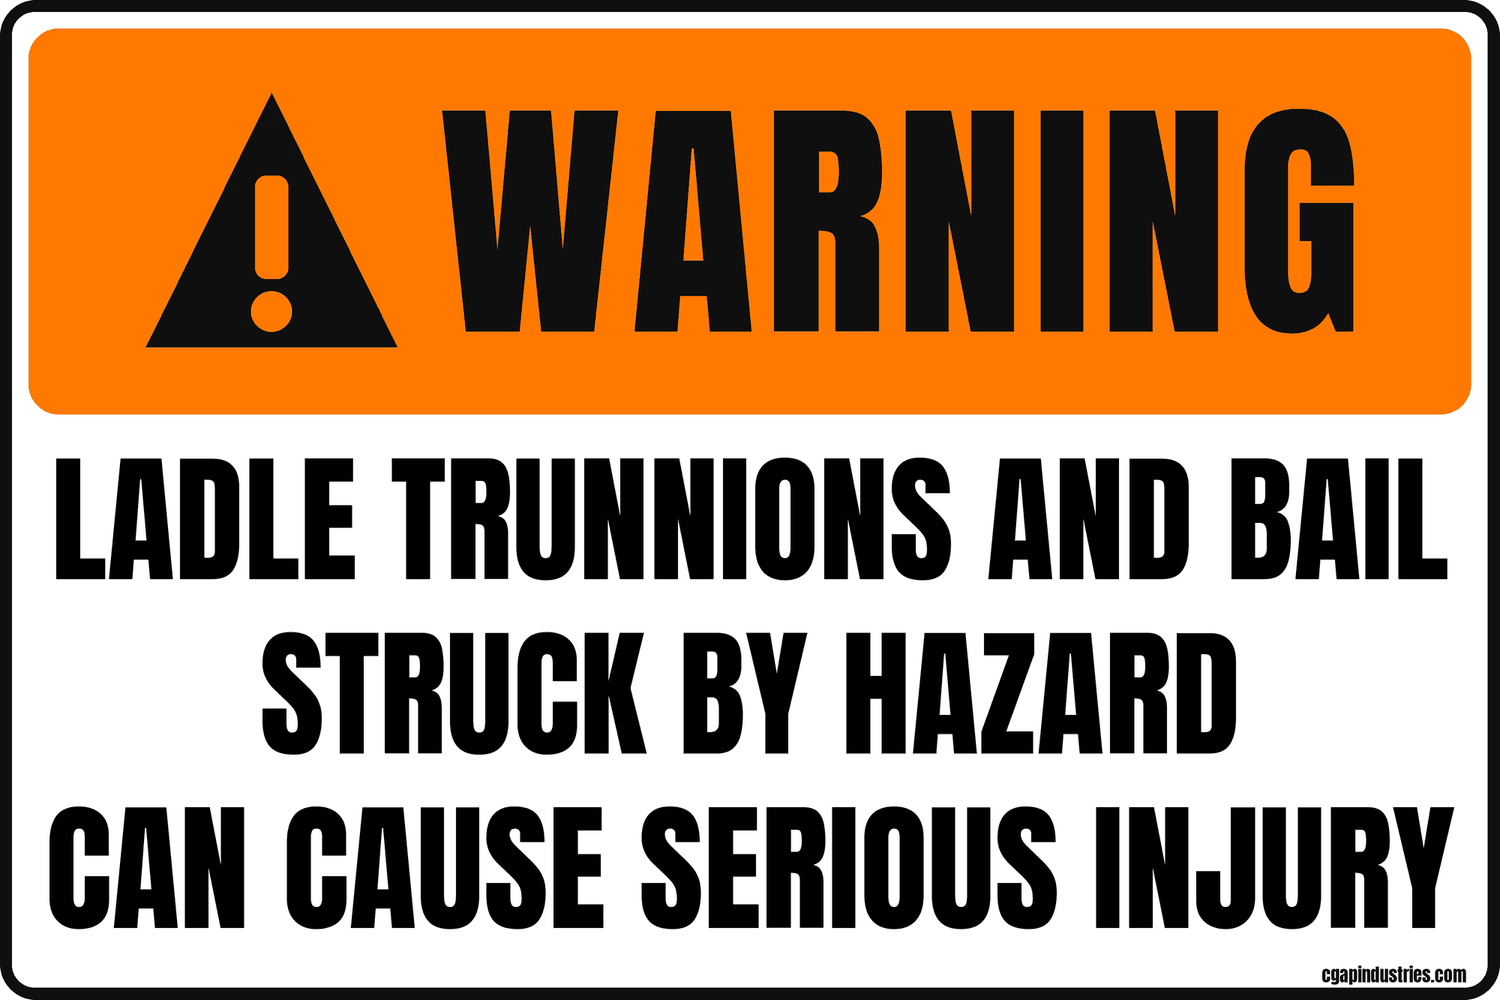 WARNING
LADLE TRUNNIONS AND BAIL
STRUCK BY HAZARD
CAN CAUSE SERIOUS INJURY
cgapindustries.com